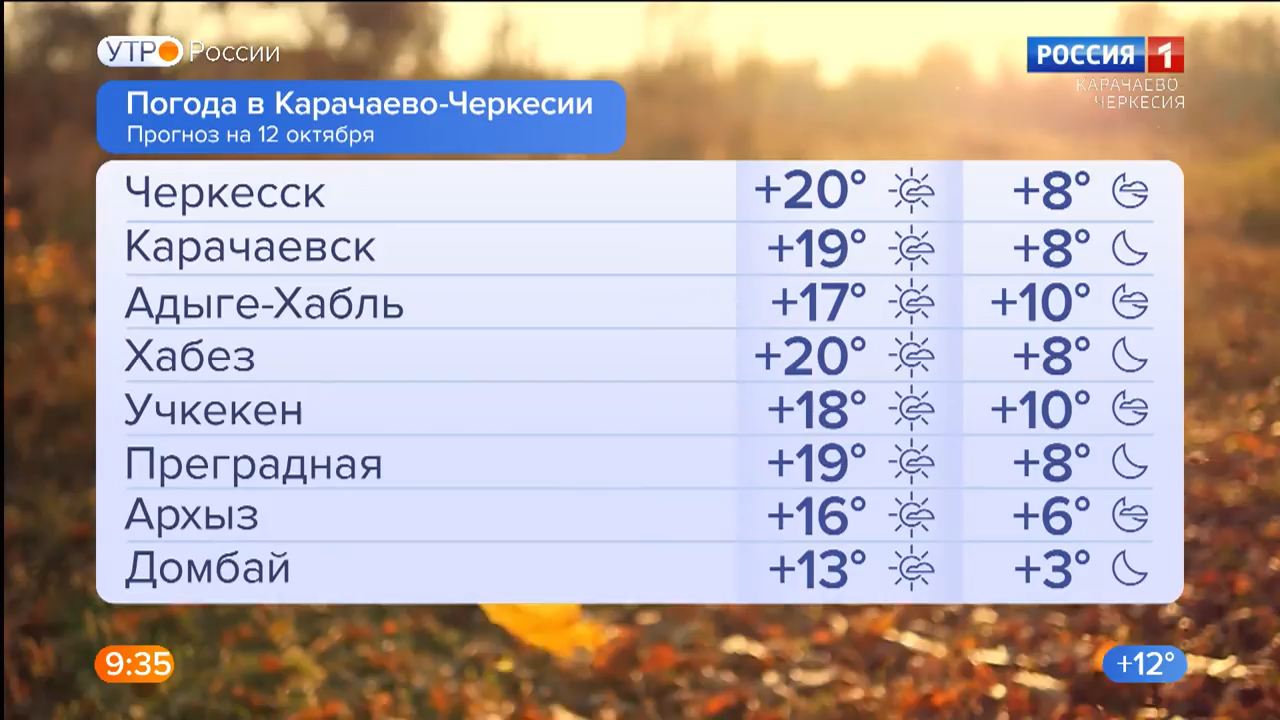 УТРО России
РОССИЯ 1
КАРАЧАЕВО
ЧЕРКЕСИЯ
Погода в Карачаево-Черкесии
Прогноз на 12 октября
Черкесск +20° +8°
Карачаевск +19° +8°
Адыге-Хабль +17° +10°
Хабез +20° +8°
Учкекен +18° +10°
Преградная +19° +8°
Архыз +16° +6°
Домбай +13° +3°
9:35 +12°